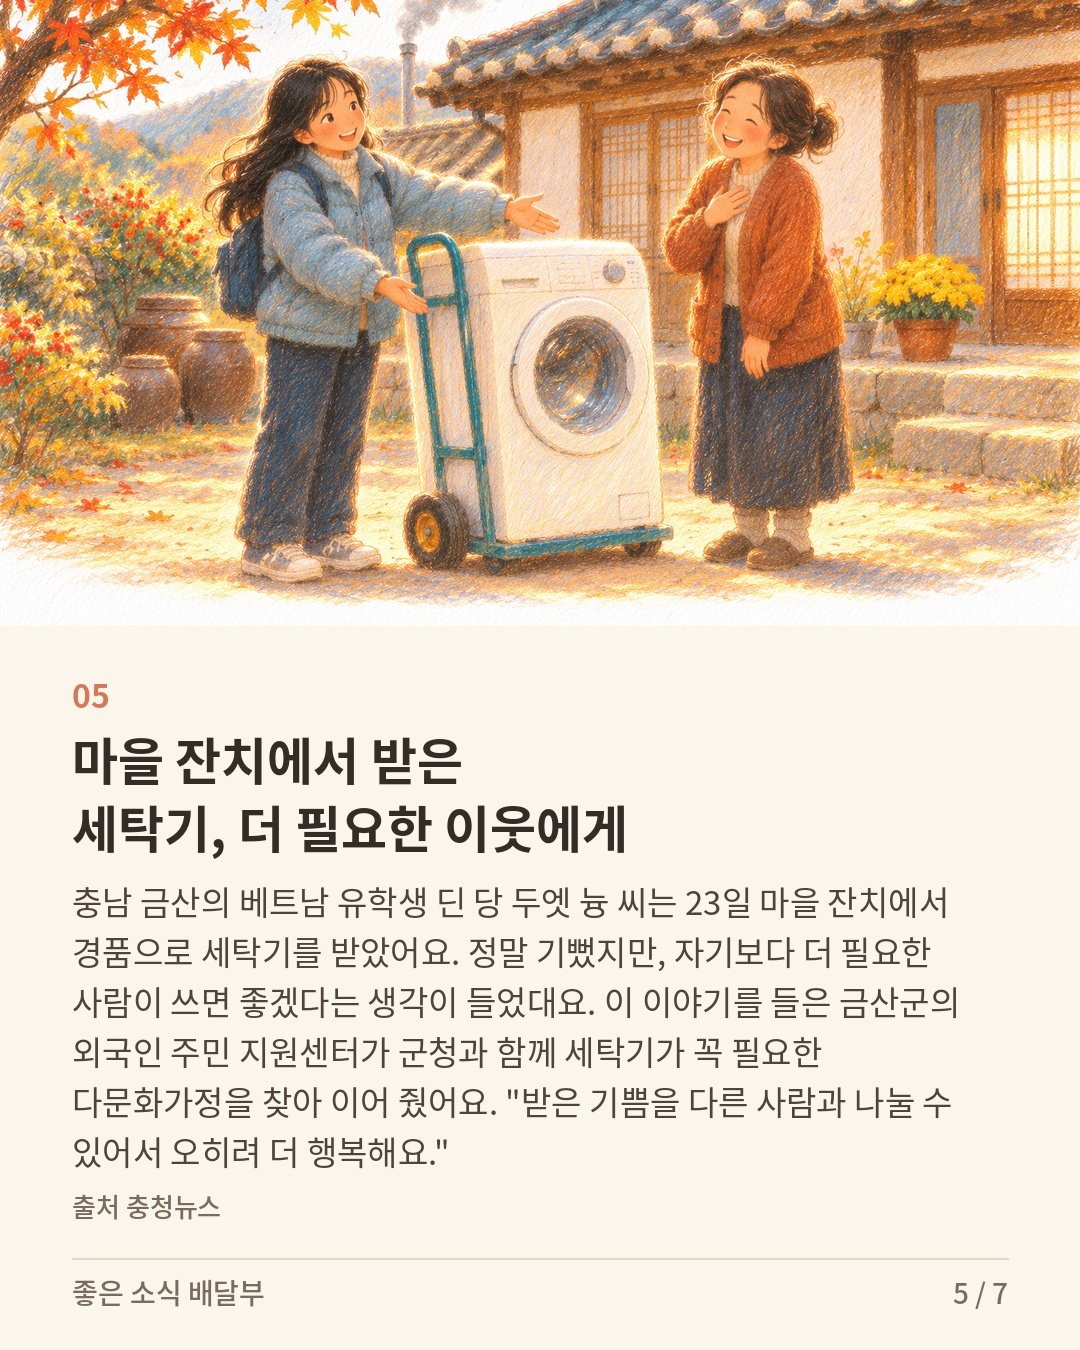 05
마을 잔치에서 받은
세탁기, 더 필요한 이웃에게
충남 금산의 베트남 유학생 딘 당 두엣 늉 씨는 23일 마을 잔치에서
경품으로 세탁기를 받았어요. 정말 기뻤지만, 자기보다 더 필요한
사람이 쓰면 좋겠다는 생각이 들었대요. 이 이야기를 들은 금산군의
외국인 주민 지원센터가 군청과 함께 세탁기가 꼭 필요한
다문화가정을 찾아 이어 줬어요. "받은 기쁨을 다른 사람과 나눌 수
있어서 오히려 더 행복해요."
출처 충청뉴스
좋은 소식 배달부
5 / 7